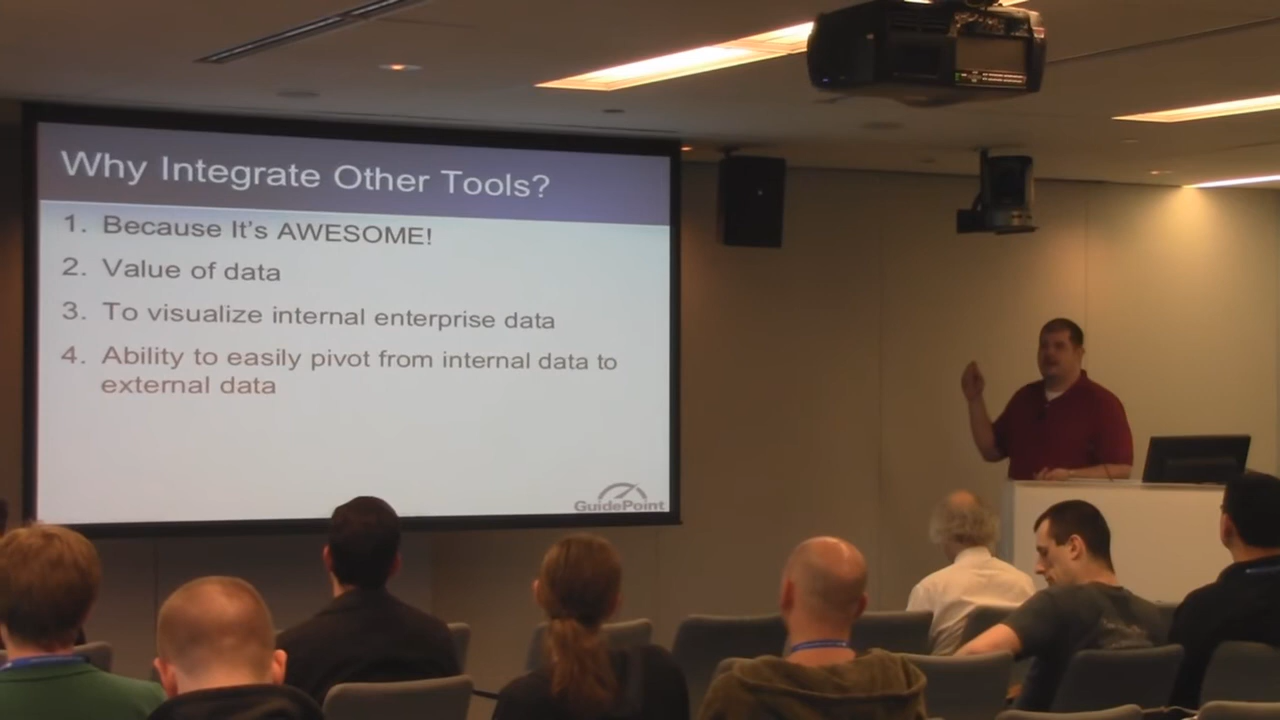 Why Integrate Other Tools?
1. Because It's AWESOME!
2. Value of data
3. To visualize internal enterprise data
4. Ability to easily pivot from internal data to
external data
GuidePoint